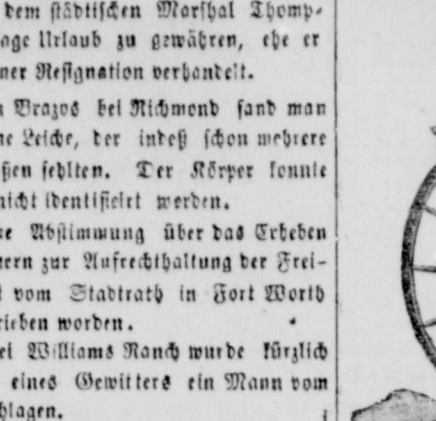 dem städtischen Marshal Thomp-
age Urlaub zu gewähren, ehe er
ner Resignation verhandelt.
Brazos bei Richmond fand man
ne Leiche, der indeß schon mehrere
ßen fehlten. Der Körper konnte
nicht identifizirt werden.
ne Abstimmung über das Erheben
ern zur Aufrechthaltung der Frei-
vom Stadtrath in Fort Worth
rieben worden.
ei Williams Ranch wurde kürzlich
eines Gewitters ein Mann vom
hlagen.